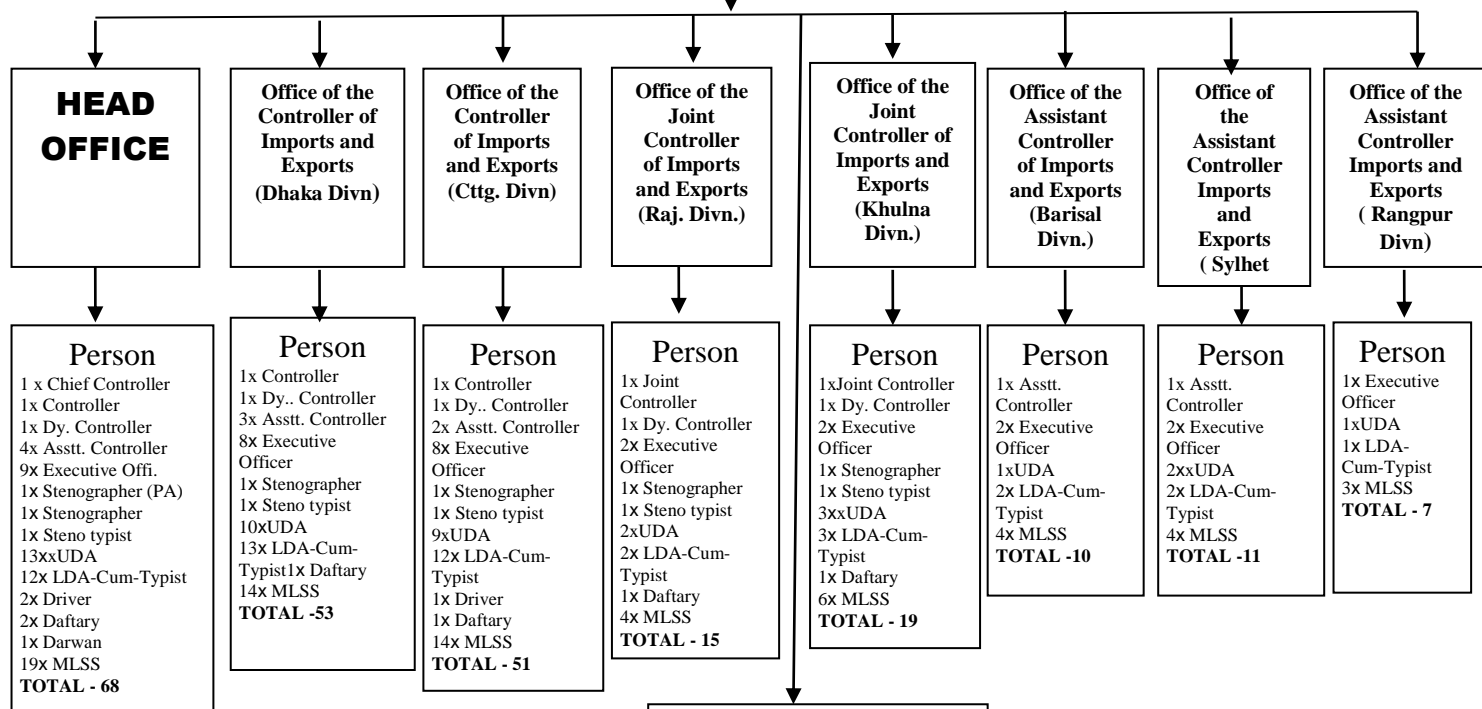 HEAD
OFFICE
Office of the
Controller of
Imports and
Exports
(Dhaka Divn)
Office of the
Controller
of Imports
and Exports
(Cttg. Divn)
Office of the
Joint
Controller
of Imports
and Exports
(Raj. Divn.)
Office of the
Joint
Controller of
Imports and
Exports
(Khulna
Divn.)
Office of the
Assistant
Controller
of Imports
and Exports
(Barisal
Divn.)
Office of
the
Assistant
Controller
Imports
and
Exports
( Sylhet
Office of the
Assistant
Controller
Imports and
Exports
( Rangpur
Divn)
Person
1 x Chief Controller
1x Controller
1x Dy. Controller
4x Asstt. Controller
9x Executive Offi.
1x Stenographer (PA)
1x Stenographer
1x Steno typist
13xxUDA
12x LDA-Cum-Typist
2x Driver
2x Daftary
1x Darwan
19x MLSS
TOTAL - 68
Person
1x Controller
1x Dy.. Controller
3x Asstt. Controller
8x Executive
Officer
1x Stenographer
1x Steno typist
10xUDA
13x LDA-Cum-
Typist1x Daftary
14x MLSS
TOTAL -53
Person
1x Controller
1x Dy.. Controller
2x Asstt. Controller
8x Executive
Officer
1x Stenographer
1x Steno typist
9xUDA
12x LDA-Cum-
Typist
1x Driver
1x Daftary
14x MLSS
TOTAL - 51
Person
1x Joint
Controller
1x Dy. Controller
2x Executive
Officer
1x Stenographer
1x Steno typist
2xUDA
2x LDA-Cum-
Typist
1x Daftary
4x MLSS
TOTAL - 15
Person
1xJoint Controller
1x Dy. Controller
2x Executive
Officer
1x Stenographer
1x Steno typist
3xxUDA
3x LDA-Cum-
Typist
1x Daftary
6x MLSS
TOTAL - 19
Person
1x Asstt.
Controller
2x Executive
Officer
1xUDA
2x LDA-Cum-
Typist
4x MLSS
TOTAL -10
Person
1x Asstt.
Controller
2x Executive
Officer
2xxUDA
2x LDA-Cum-
Typist
4x MLSS
TOTAL -11
Person
1x Executive
Officer
1xUDA
1x LDA-
Cum-Typist
3x MLSS
TOTAL - 7